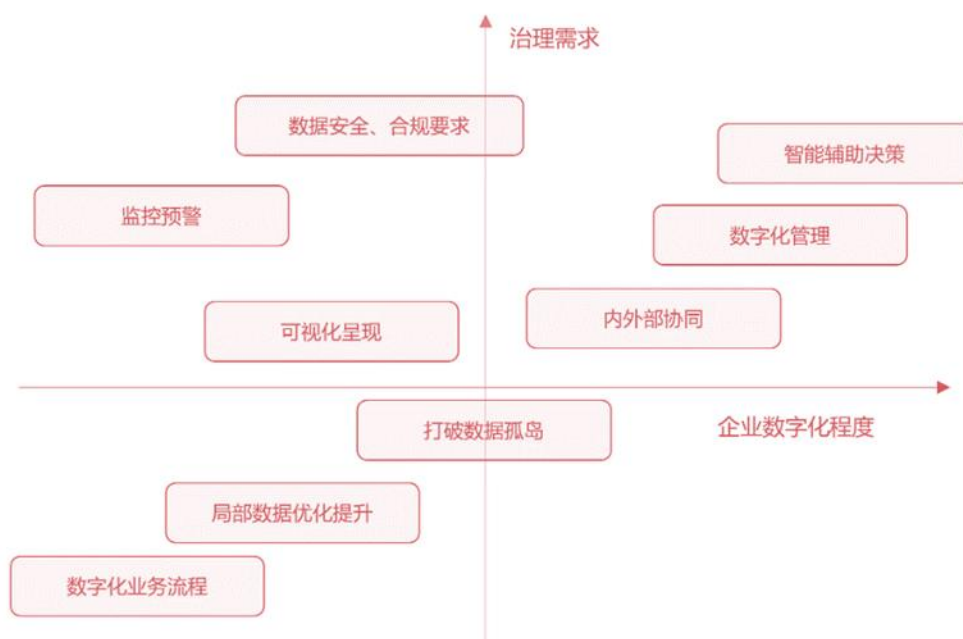 治理需求
数据安全、合规要求
智能辅助决策
监控预警
数字化管理
内外部协同
可视化呈现
企业数字化程度
打破数据孤岛
局部数据优化提升
数字化业务流程